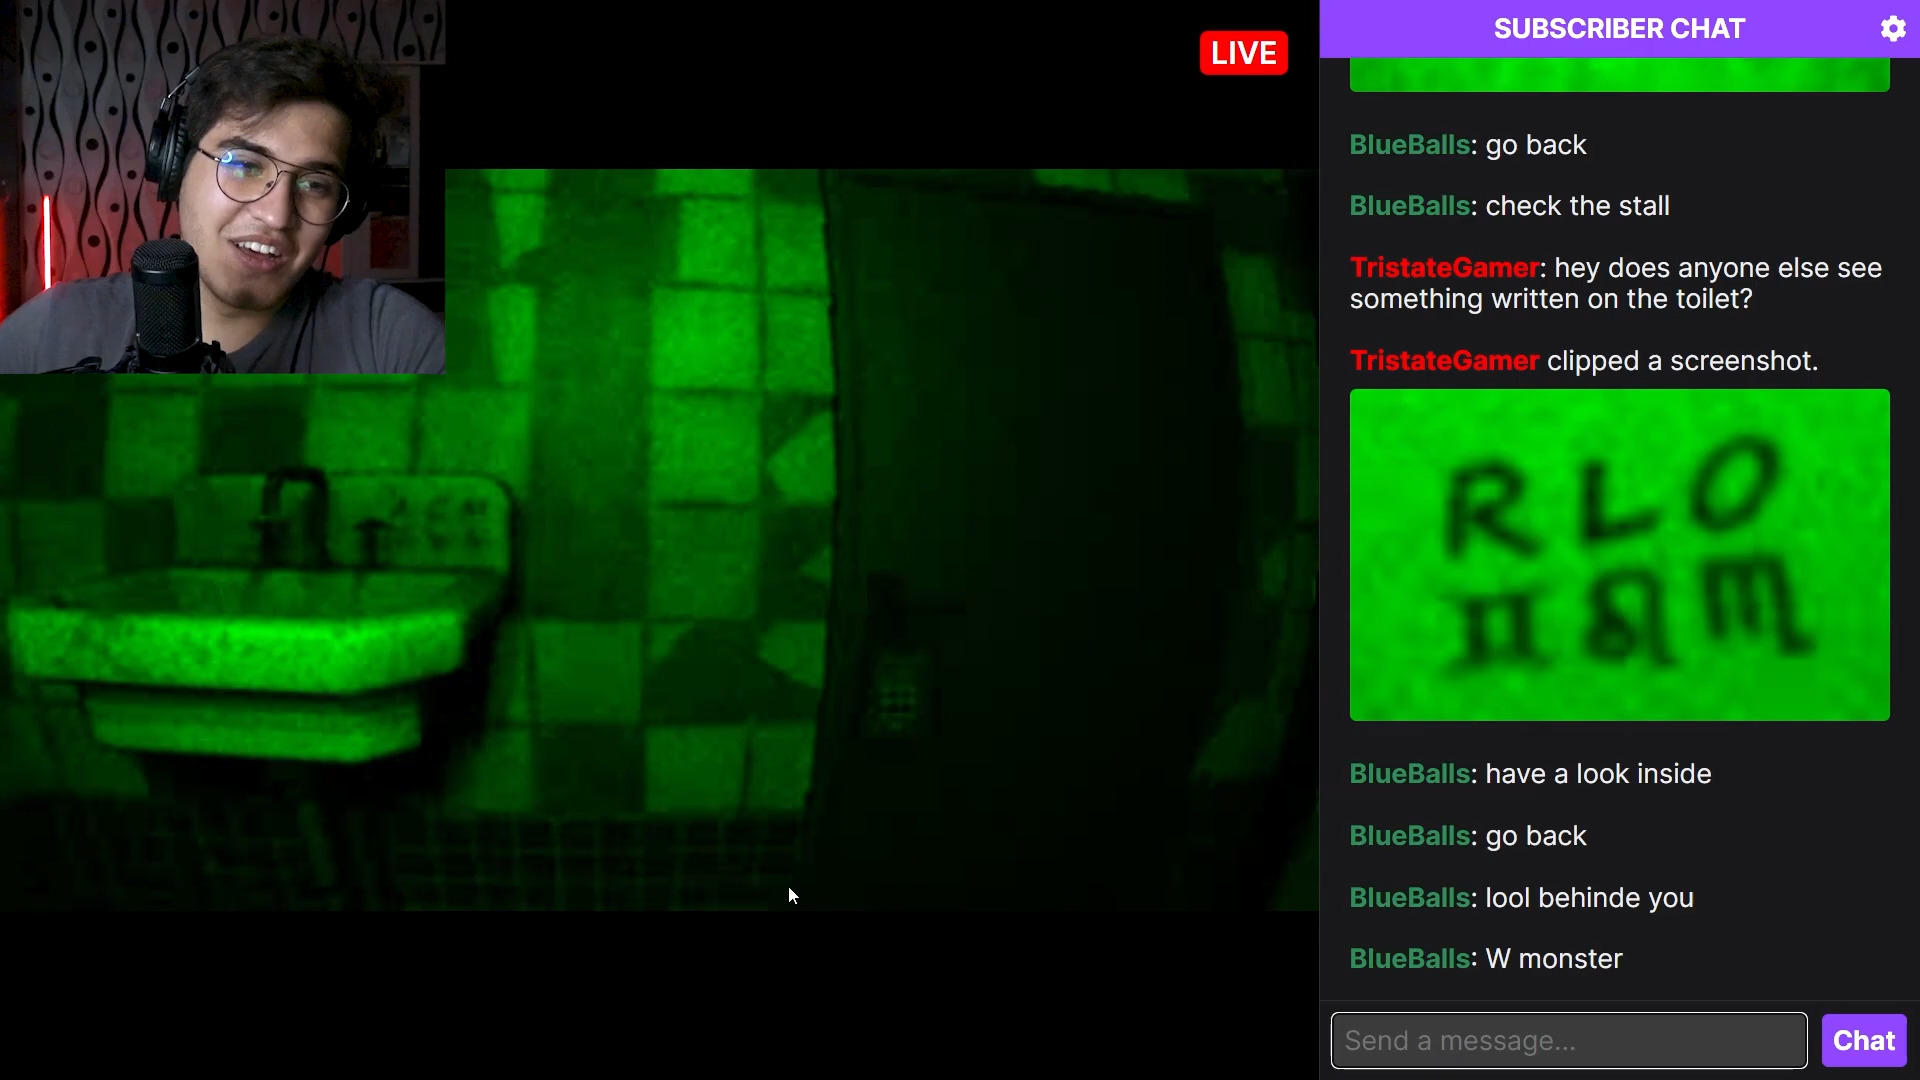 LIVE
SUBSCRIBER CHAT
BlueBalls: go back
BlueBalls: check the stall
TristateGamer: hey does anyone else see
something written on the toilet?
TristateGamer clipped a screenshot.
R L O
♊ ♌ ♏
BlueBalls: have a look inside
BlueBalls: go back
BlueBalls: lool behinde you
BlueBalls: W monster
Send a message...
Chat